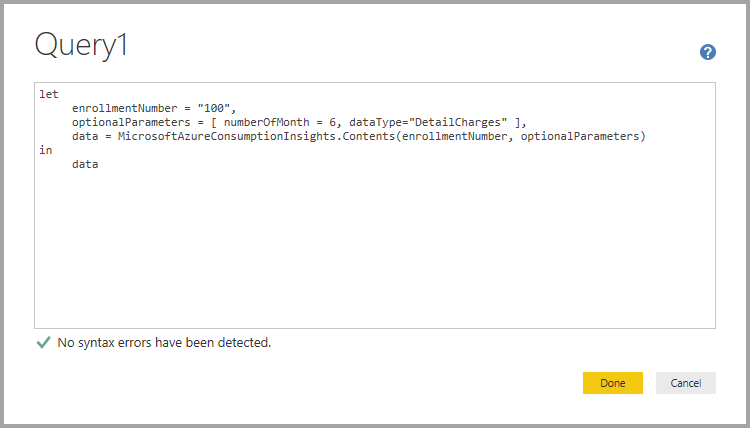 Query1
?
let
enrollmentNumber = "100",
optionalParameters = [ numberOfMonth = 6, dataType="DetailCharges" ],
data = MicrosoftAzureConsumptionInsights.Contents(enrollmentNumber, optionalParameters)
in
data
No syntax errors have been detected.
Done
Cancel